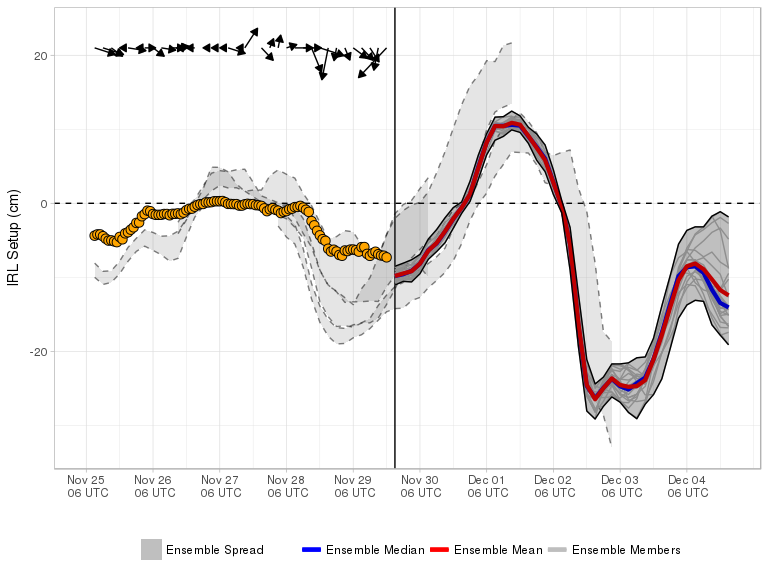 IRL Setup (cm)
20
0
-20
Nov 25 Nov 26 Nov 27 Nov 28 Nov 29 Nov 30 Dec 01 Dec 02 Dec 03 Dec 04
06 UTC 06 UTC 06 UTC 06 UTC 06 UTC 06 UTC 06 UTC 06 UTC 06 UTC 06 UTC
Ensemble Spread Ensemble Median Ensemble Mean Ensemble Members